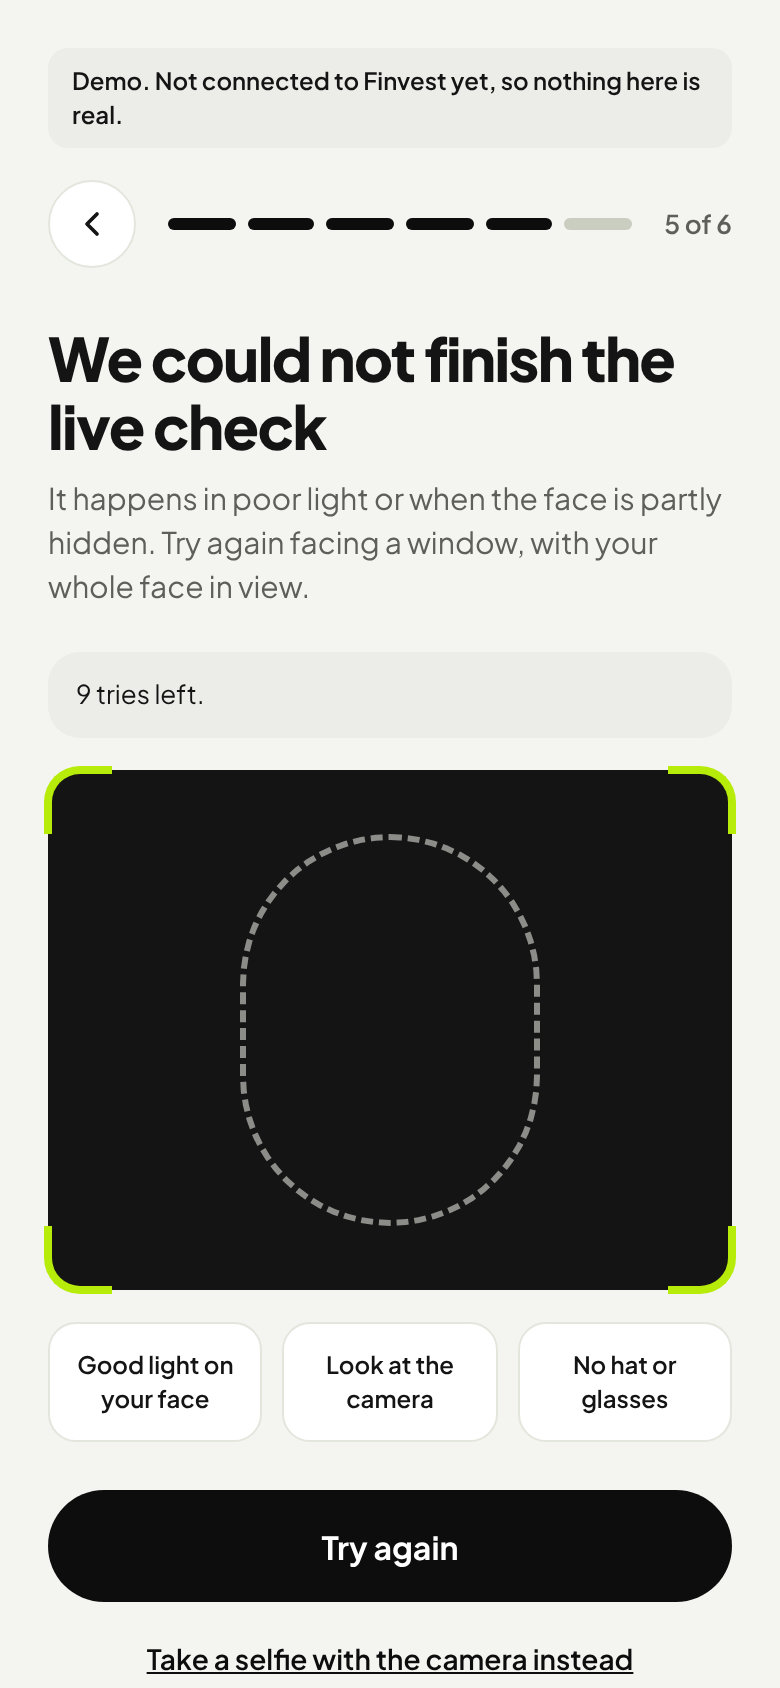 Demo. Not connected to Finvest yet, so nothing here is
real.
5 of 6
We could not finish the
live check
It happens in poor light or when the face is partly
hidden. Try again facing a window, with your
whole face in view.
9 tries left.
Good light on
your face
Look at the
camera
No hat or
glasses
Try again
Take a selfie with the camera instead